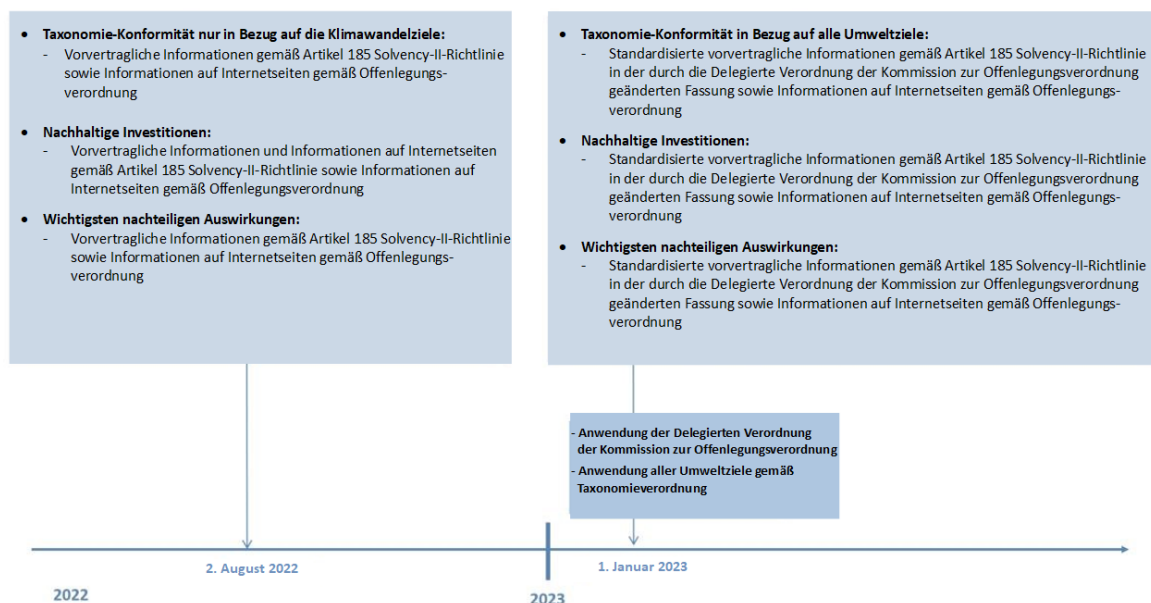 • Taxonomie-Konformität nur in Bezug auf die Klimawandelziele:
- Vorvertragliche Informationen gemäß Artikel 185 Solvency-II-Richtlinie
sowie Informationen auf Internetseiten gemäß Offenlegungs-
verordnung
• Nachhaltige Investitionen:
- Vorvertragliche Informationen und Informationen auf Internetseiten
gemäß Artikel 185 Solvency-II-Richtlinie sowie Informationen auf
Internetseiten gemäß Offenlegungsverordnung
• Wichtigsten nachteiligen Auswirkungen:
- Vorvertragliche Informationen gemäß Artikel 185 Solvency-II-Richtlinie
sowie Informationen auf Internetseiten gemäß Offenlegungs-
verordnung
• Taxonomie-Konformität in Bezug auf alle Umweltziele:
- Standardisierte vorvertragliche Informationen gemäß Artikel 185 Solvency-II-Richtlinie
in der durch die Delegierte Verordnung der Kommission zur Offenlegungsverordnung
geänderten Fassung sowie Informationen auf Internetseiten gemäß Offenlegungs-
verordnung
• Nachhaltige Investitionen:
- Standardisierte vorvertragliche Informationen gemäß Artikel 185 Solvency-II-Richtlinie
in der durch die Delegierte Verordnung der Kommission zur Offenlegungsverordnung
geänderten Fassung sowie Informationen auf Internetseiten gemäß Offenlegungs-
verordnung
• Wichtigsten nachteiligen Auswirkungen:
- Standardisierte vorvertragliche Informationen gemäß Artikel 185 Solvency-II-Richtlinie
in der durch die Delegierte Verordnung der Kommission zur Offenlegungsverordnung
geänderten Fassung sowie Informationen auf Internetseiten gemäß Offenlegungs-
verordnung
- Anwendung der Delegierten Verordnung
der Kommission zur Offenlegungsverordnung
- Anwendung aller Umweltziele gemäß
Taxonomieverordnung
2. August 2022
1. Januar 2023
2022
2023